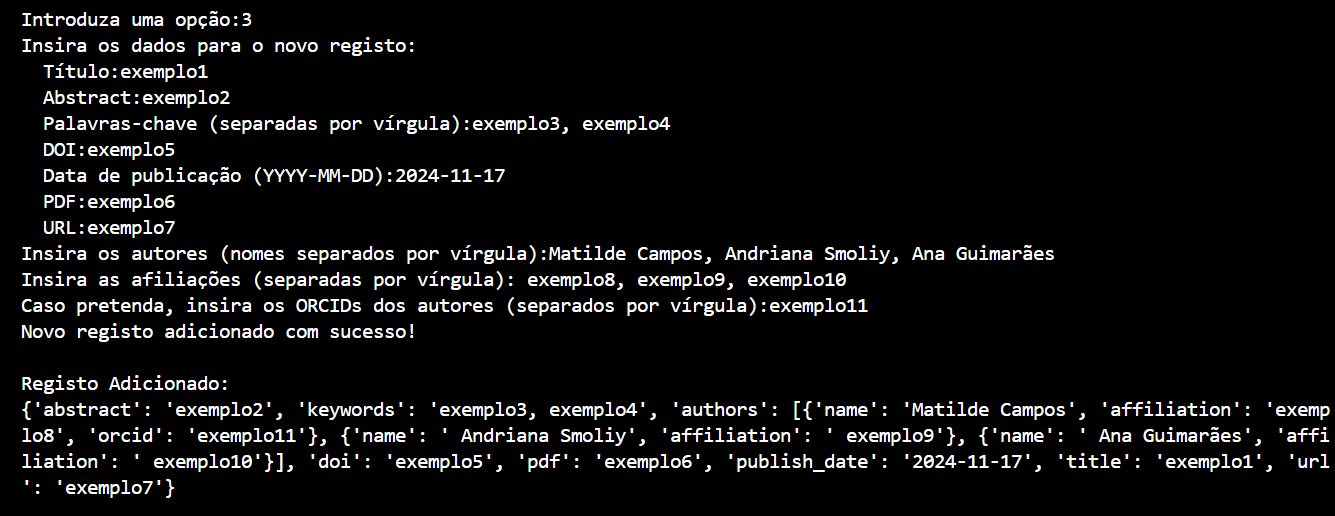 Introduza uma opção:3
Insira os dados para o novo registo:
  Título:exemplo1
  Abstract:exemplo2
  Palavras-chave (separadas por vírgula):exemplo3, exemplo4
  DOI:exemplo5
  Data de publicação (YYYY-MM-DD):2024-11-17
  PDF:exemplo6
  URL:exemplo7
Insira os autores (nomes separados por vírgula):Matilde Campos, Andriana Smoliy, Ana Guimarães
Insira as afiliações (separadas por vírgula): exemplo8, exemplo9, exemplo10
Caso pretenda, insira os ORCIDs dos autores (separados por vírgula):exemplo11
Novo registo adicionado com sucesso!

Registo Adicionado:
{'abstract': 'exemplo2', 'keywords': 'exemplo3, exemplo4', 'authors': [{'name': 'Matilde Campos', 'affiliation': 'exemp
lo8', 'orcid': 'exemplo11'}, {'name': ' Andriana Smoliy', 'affiliation': ' exemplo9'}, {'name': ' Ana Guimarães', 'affi
liation': ' exemplo10'}], 'doi': 'exemplo5', 'pdf': 'exemplo6', 'publish_date': '2024-11-17', 'title': 'exemplo1', 'url
': 'exemplo7'}